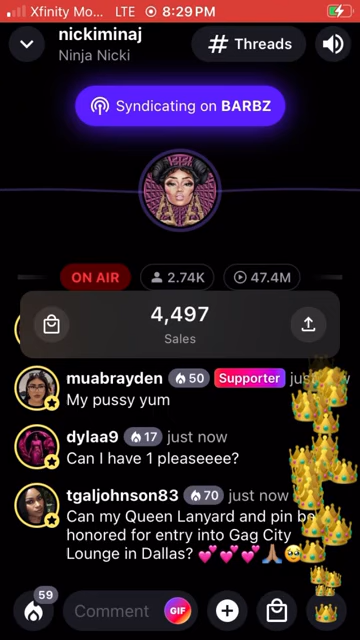 Xfinity Mo... LTE 8:29 PM
nickiminaj
Ninja Nicki
# Threads
Syndicating on BARBZ
ON AIR 2.74K 47.4M
4,497
Sales
muabrayden 50 Supporter jus
My pussy yum
dylaa9 17 just now
Can I have 1 pleaseeee?
tgaljohnson83 70 just now
Can my Queen Lanyard and pin be
honored for entry into Gag City
Lounge in Dallas? 💕💕💕🙏🏽🥹
59
Comment GIF